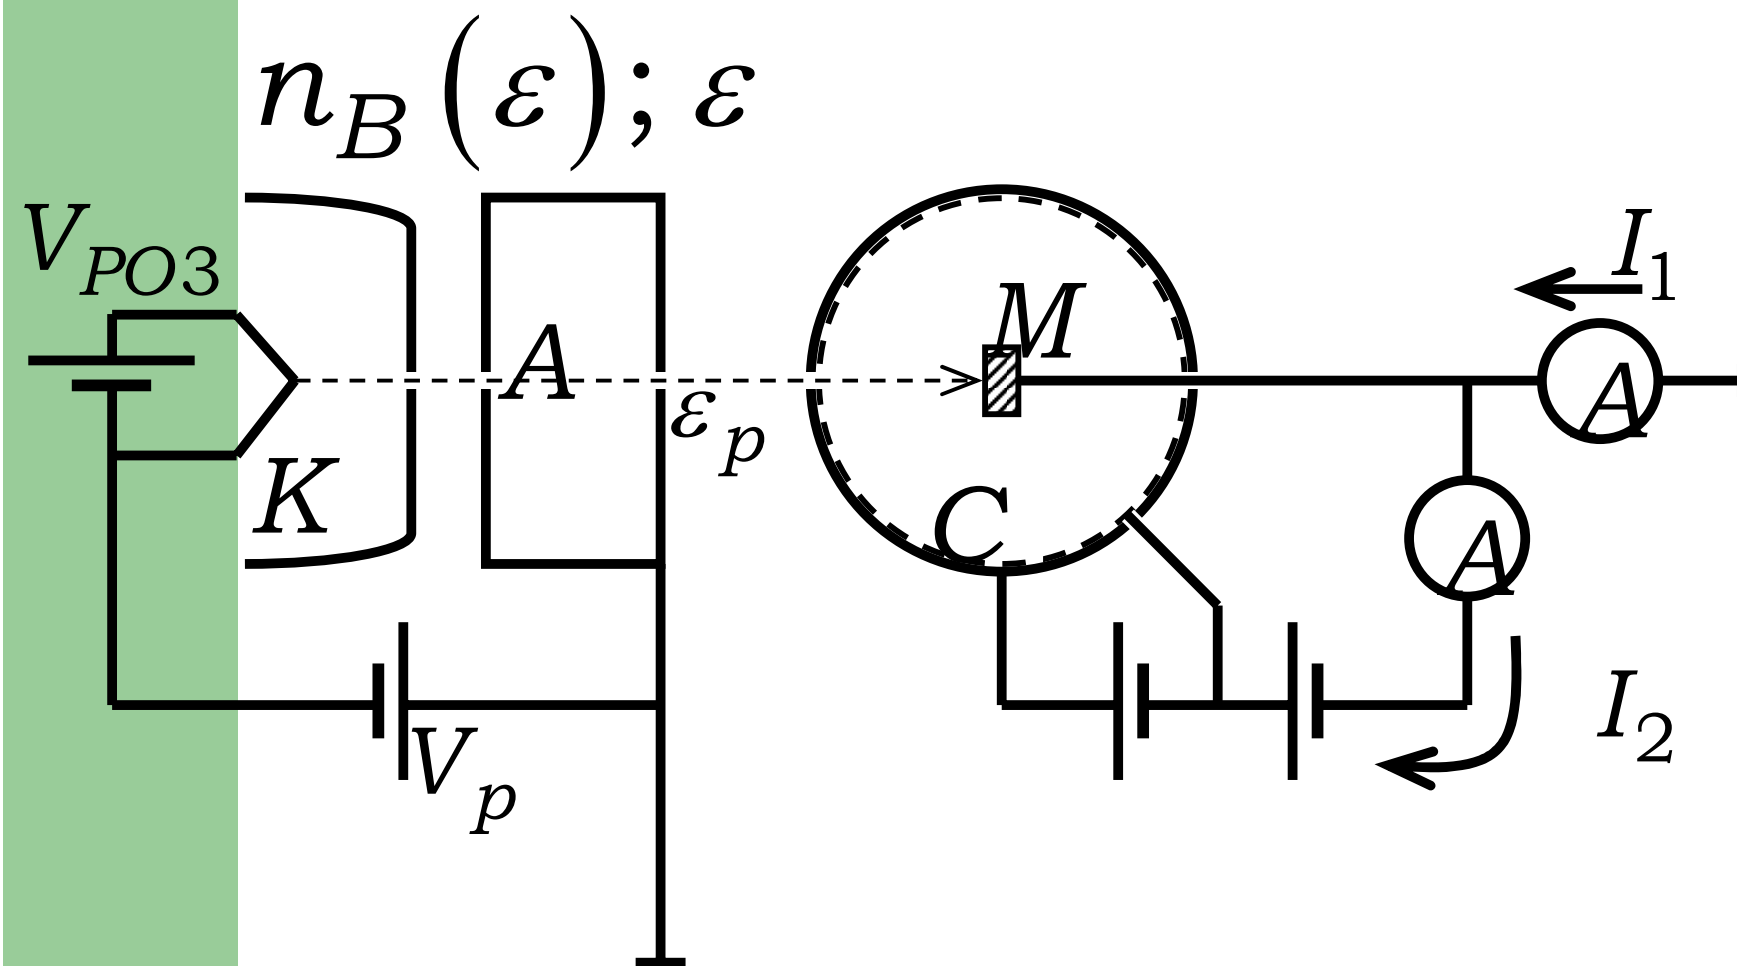 n_B (ε); ε
V_PO3
I_1
M
A
A
ε_p
K
C
A
I_2
V_p